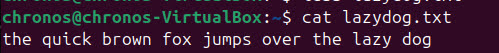 chronos@chronos-VirtualBox:~$ cat lazydog.txt
the quick brown fox jumps over the lazy dog